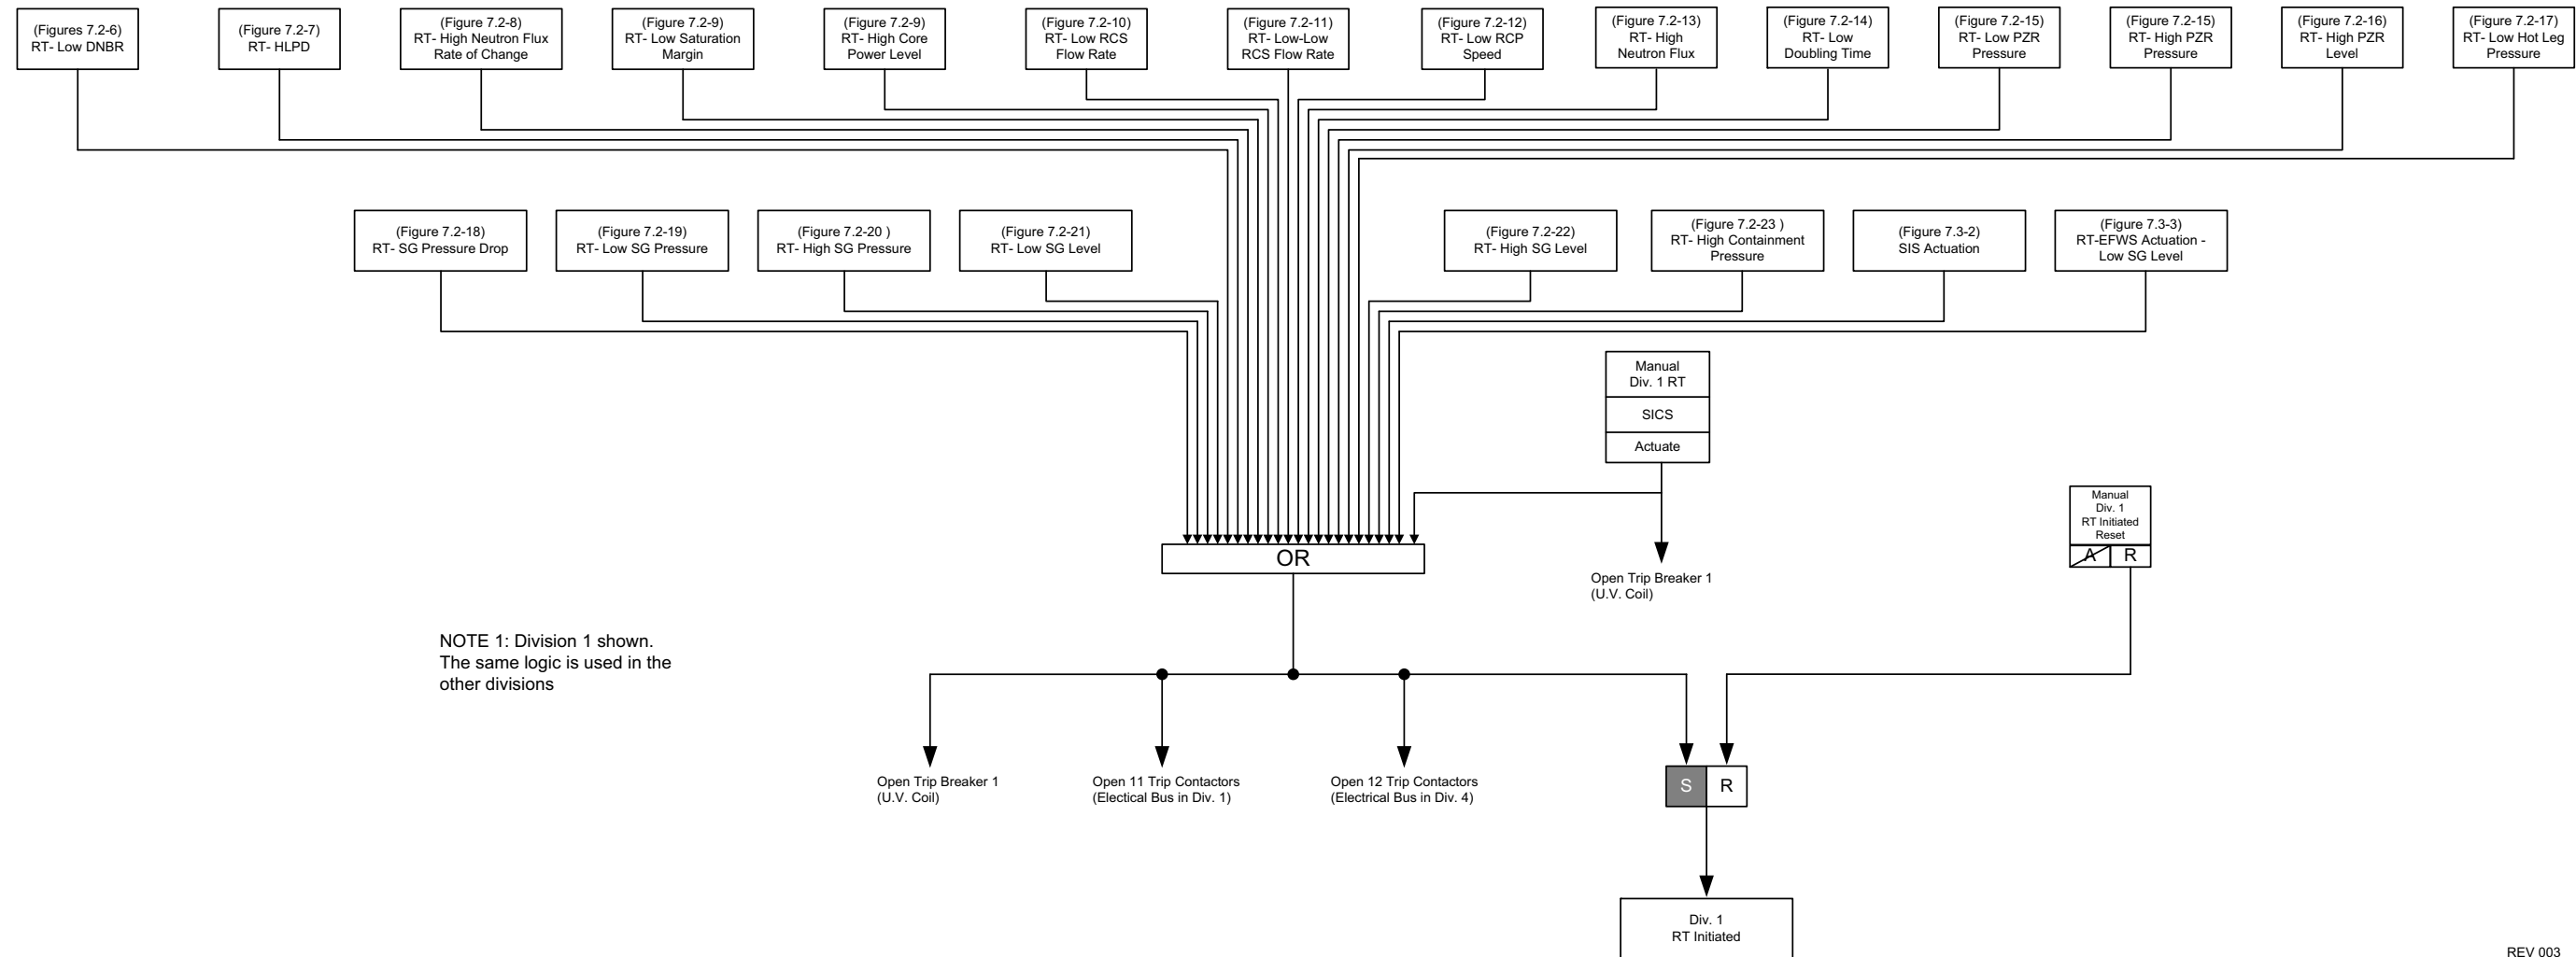 (Figures 7.2-6)
RT- Low DNBR
(Figure 7.2-7)
RT- HLPD
(Figure 7.2-8)
RT- High Neutron Flux
Rate of Change
(Figure 7.2-9)
RT- Low Saturation
Margin
(Figure 7.2-9)
RT- High Core
Power Level
(Figure 7.2-10)
RT- Low RCS
Flow Rate
(Figure 7.2-11)
RT- Low-Low
RCS Flow Rate
(Figure 7.2-12)
RT- Low RCP
Speed
(Figure 7.2-13)
RT- High
Neutron Flux
(Figure 7.2-14)
RT- Low
Doubling Time
(Figure 7.2-15)
RT- Low PZR
Pressure
(Figure 7.2-15)
RT- High PZR
Pressure
(Figure 7.2-16)
RT- High PZR
Level
(Figure 7.2-17)
RT- Low Hot Leg
Pressure
(Figure 7.2-18)
RT- SG Pressure Drop
(Figure 7.2-19)
RT- Low SG Pressure
(Figure 7.2-20 )
RT- High SG Pressure
(Figure 7.2-21)
RT- Low SG Level
(Figure 7.2-22)
RT- High SG Level
(Figure 7.2-23 )
RT- High Containment
Pressure
(Figure 7.3-2)
SIS Actuation
(Figure 7.3-3)
RT-EFWS Actuation -
Low SG Level
Manual
Div. 1 RT
SICS
Actuate
Manual
Div. 1
RT Initiated
Reset
A R
OR
Open Trip Breaker 1
(U.V. Coil)
NOTE 1: Division 1 shown.
The same logic is used in the
other divisions
Open Trip Breaker 1
(U.V. Coil)
Open 11 Trip Contactors
(Electical Bus in Div. 1)
Open 12 Trip Contactors
(Electrical Bus in Div. 4)
S R
Div. 1
RT Initiated
REV 003